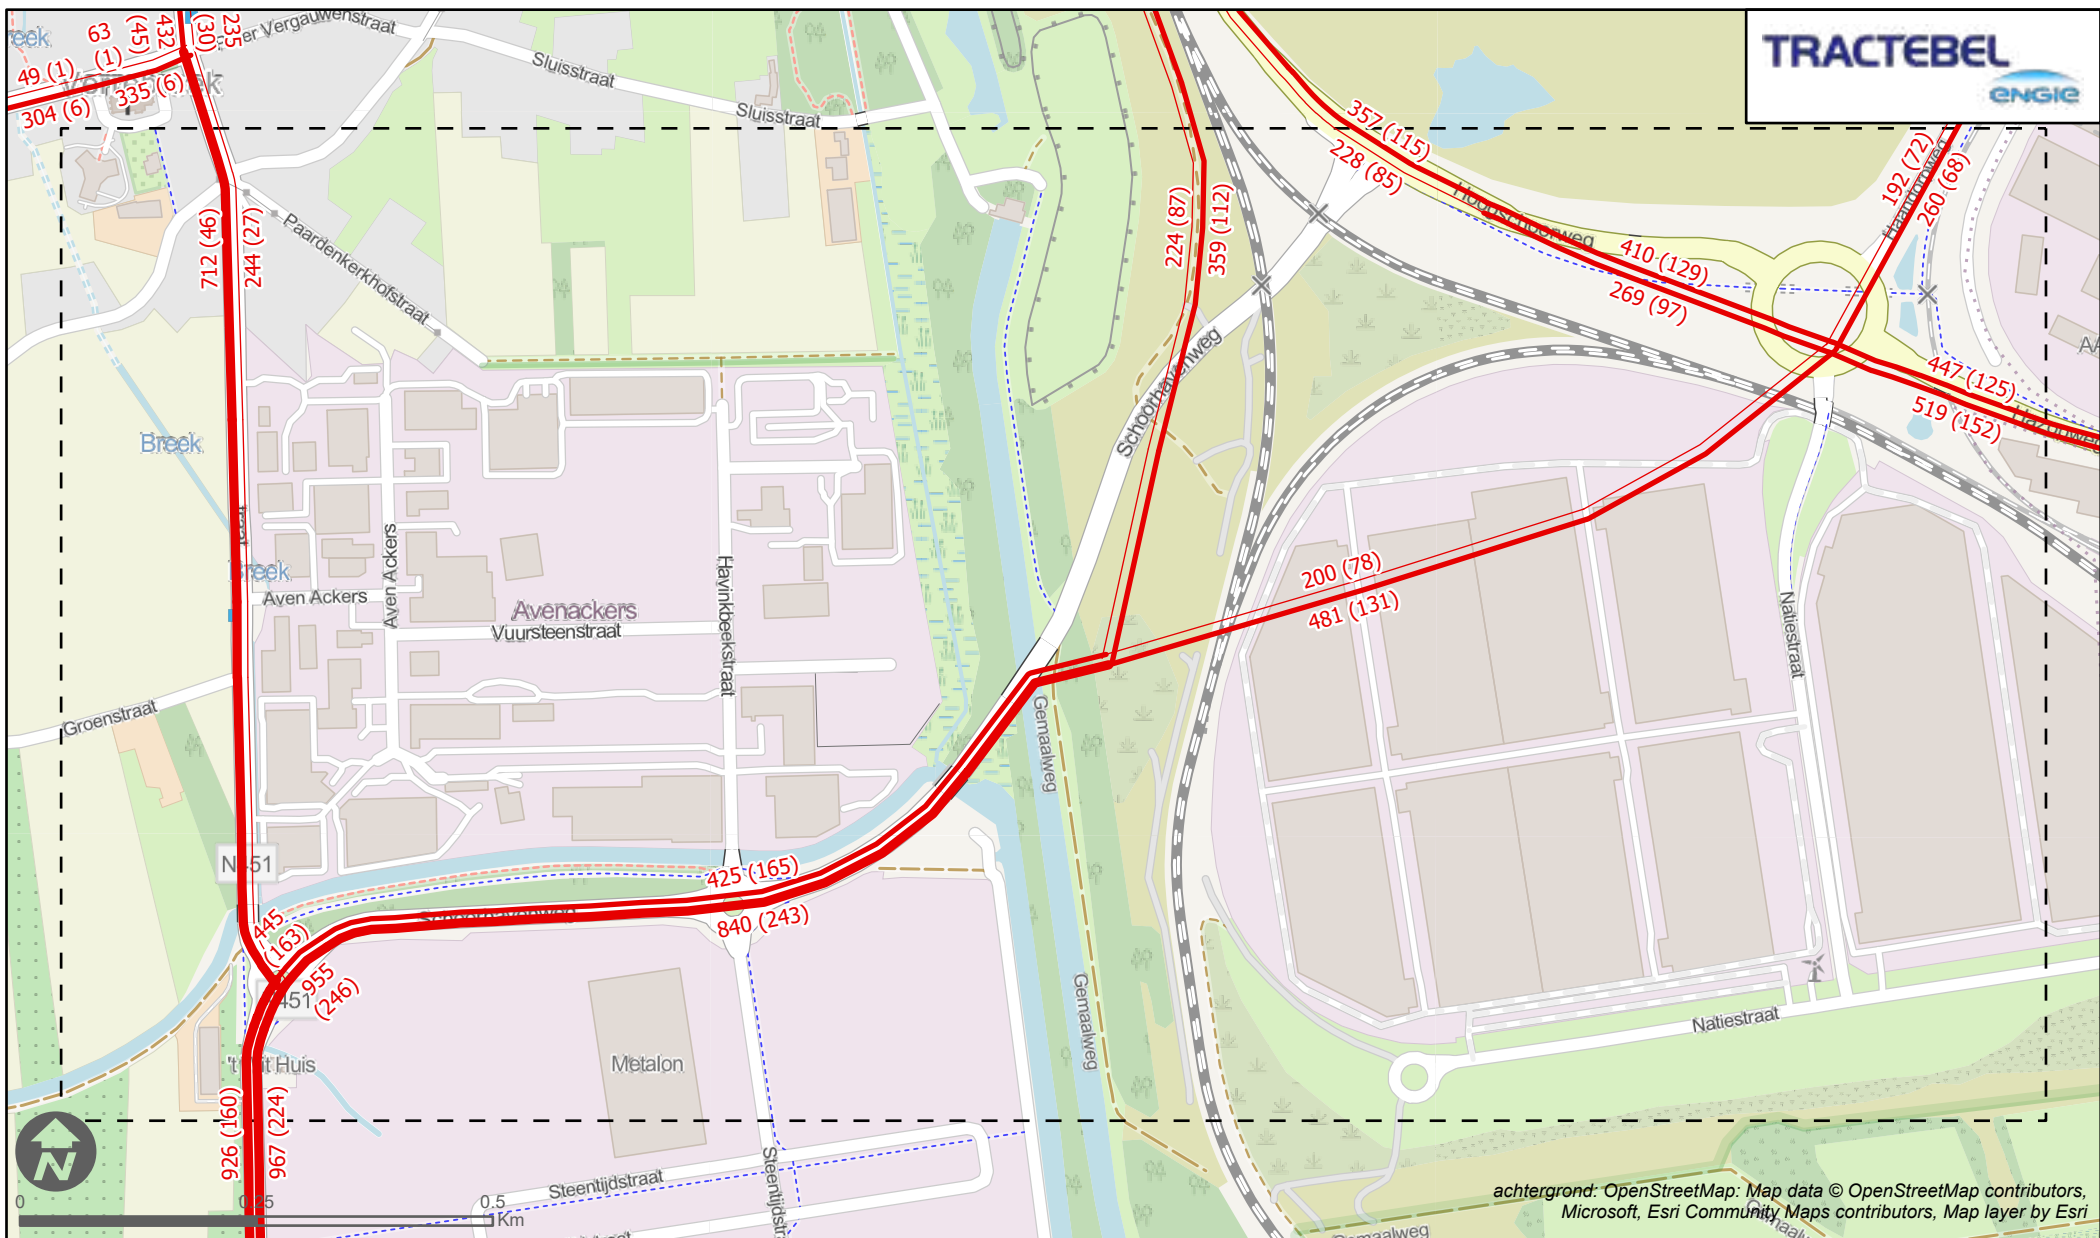 63
(1)
(45)
432
(30)
235
49 (1)
304 (6)
335 (6)
Vergauwenstraat
Sluisstraat
Sluisstraat
TRACTEBEL
ENGIE
357 (115)
228 (85)
Hoogschoorweg
410 (129)
269 (97)
192 (72)
260 (68)
Haandorpweg
447 (125)
519 (152)
712 (46)
244 (27)
Paardenkerkhofstraat
224 (87)
359 (112)
Schoorhavenweg
Breek
Breek
Aven Ackers
Aven Ackers
Avenackers
Vuursteenstraat
Havinkbeekstraat
200 (78)
481 (131)
Natiestraat
Groenstraat
Gemaalweg
N451
425 (165)
840 (243)
445
(163)
955
(246)
Schoorhavenweg
Gemaalweg
Metalon
Natiestraat
926 (160)
967 (224)
Steentijdstraat
0
0.25
0.5
Km
N
achtergrond: OpenStreetMap: Map data © OpenStreetMap contributors,
Microsoft, Esri Community Maps contributors, Map layer by Esri